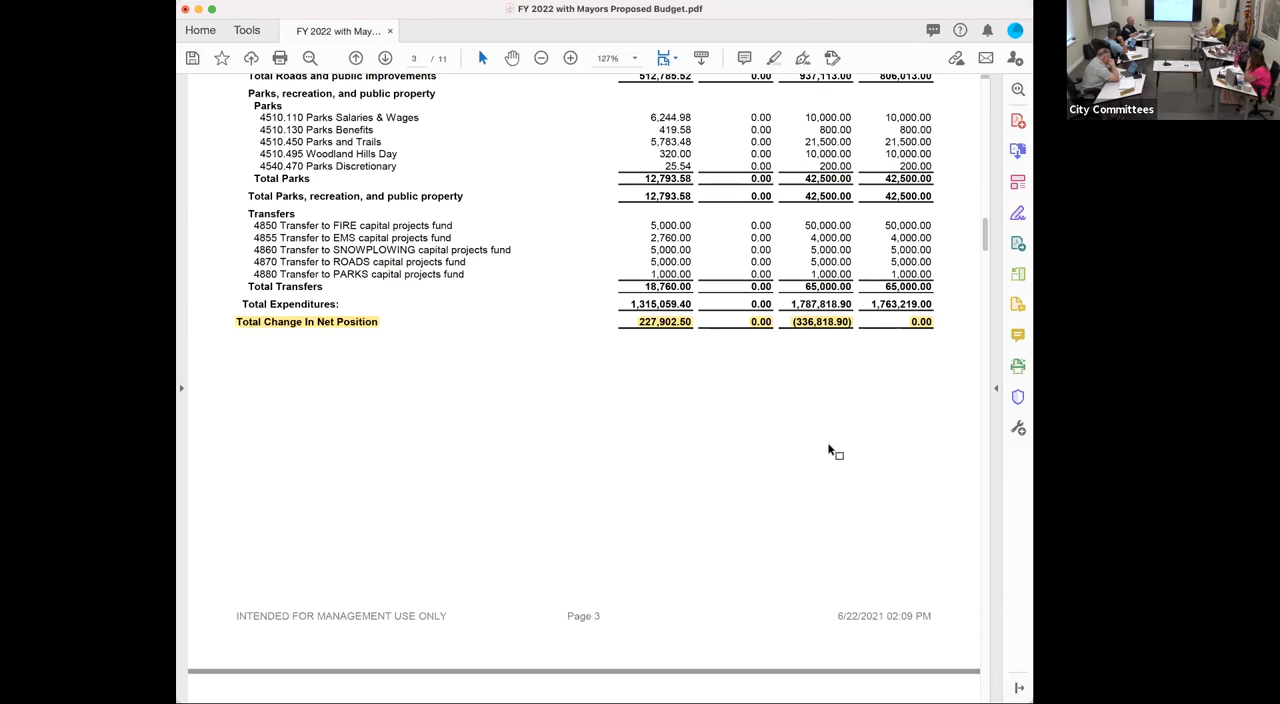 FY 2022 with Mayors Proposed Budget.pdf
Home Tools FY 2022 with May... ×
3 / 11 127%
Total Roads and public improvements 512,785.52 0.00 937,113.00 806,013.00
Parks, recreation, and public property
Parks
4510.110 Parks Salaries & Wages 6,244.98 0.00 10,000.00 10,000.00
4510.130 Parks Benefits 419.58 0.00 800.00 800.00
4510.450 Parks and Trails 5,783.48 0.00 21,500.00 21,500.00
4510.495 Woodland Hills Day 320.00 0.00 10,000.00 10,000.00
4540.470 Parks Discretionary 25.54 0.00 200.00 200.00
Total Parks 12,793.58 0.00 42,500.00 42,500.00
Total Parks, recreation, and public property 12,793.58 0.00 42,500.00 42,500.00
Transfers
4850 Transfer to FIRE capital projects fund 5,000.00 0.00 50,000.00 50,000.00
4855 Transfer to EMS capital projects fund 2,760.00 0.00 4,000.00 4,000.00
4860 Transfer to SNOWPLOWING capital projects fund 5,000.00 0.00 5,000.00 5,000.00
4870 Transfer to ROADS capital projects fund 5,000.00 0.00 5,000.00 5,000.00
4880 Transfer to PARKS capital projects fund 1,000.00 0.00 1,000.00 1,000.00
Total Transfers 18,760.00 0.00 65,000.00 65,000.00
Total Expenditures: 1,315,059.40 0.00 1,787,818.90 1,763,219.00
Total Change In Net Position 227,902.50 0.00 (336,818.90) 0.00
INTENDED FOR MANAGEMENT USE ONLY Page 3 6/22/2021 02:09 PM
City Committees